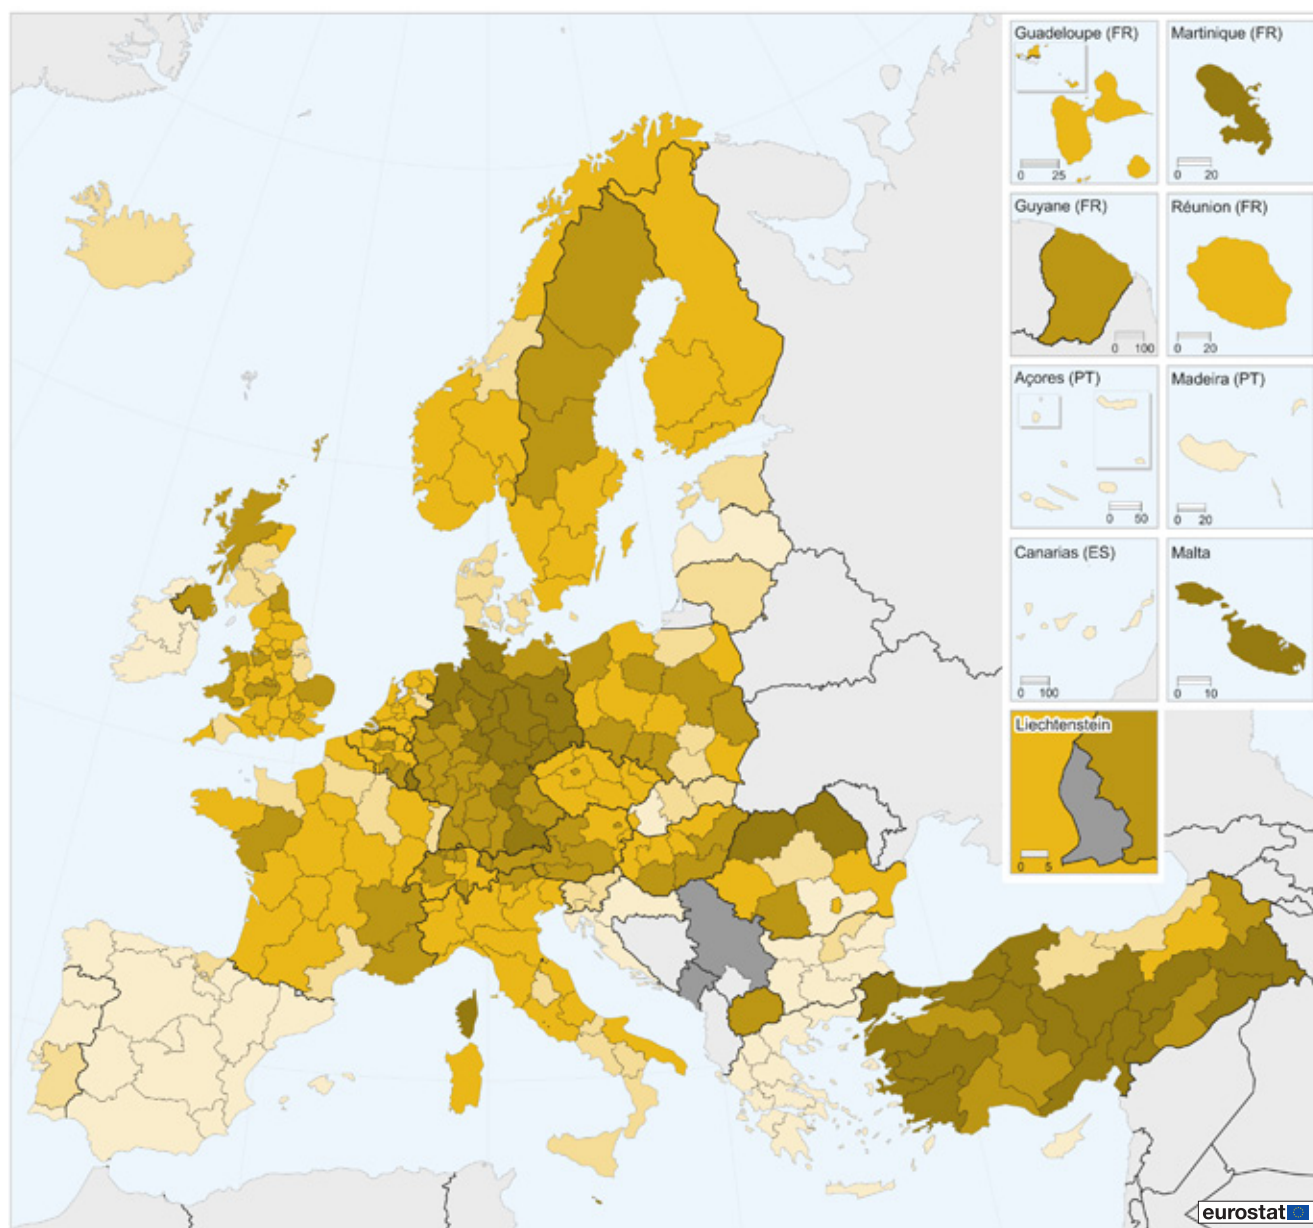 Guadeloupe (FR)
0 25
Martinique (FR)
0 20
Guyane (FR)
0 100
Réunion (FR)
0 20
Açores (PT)
0 50
Madeira (PT)
0 20
Canarias (ES)
0 100
Malta
0 10
Liechtenstein
0 5
eurostat